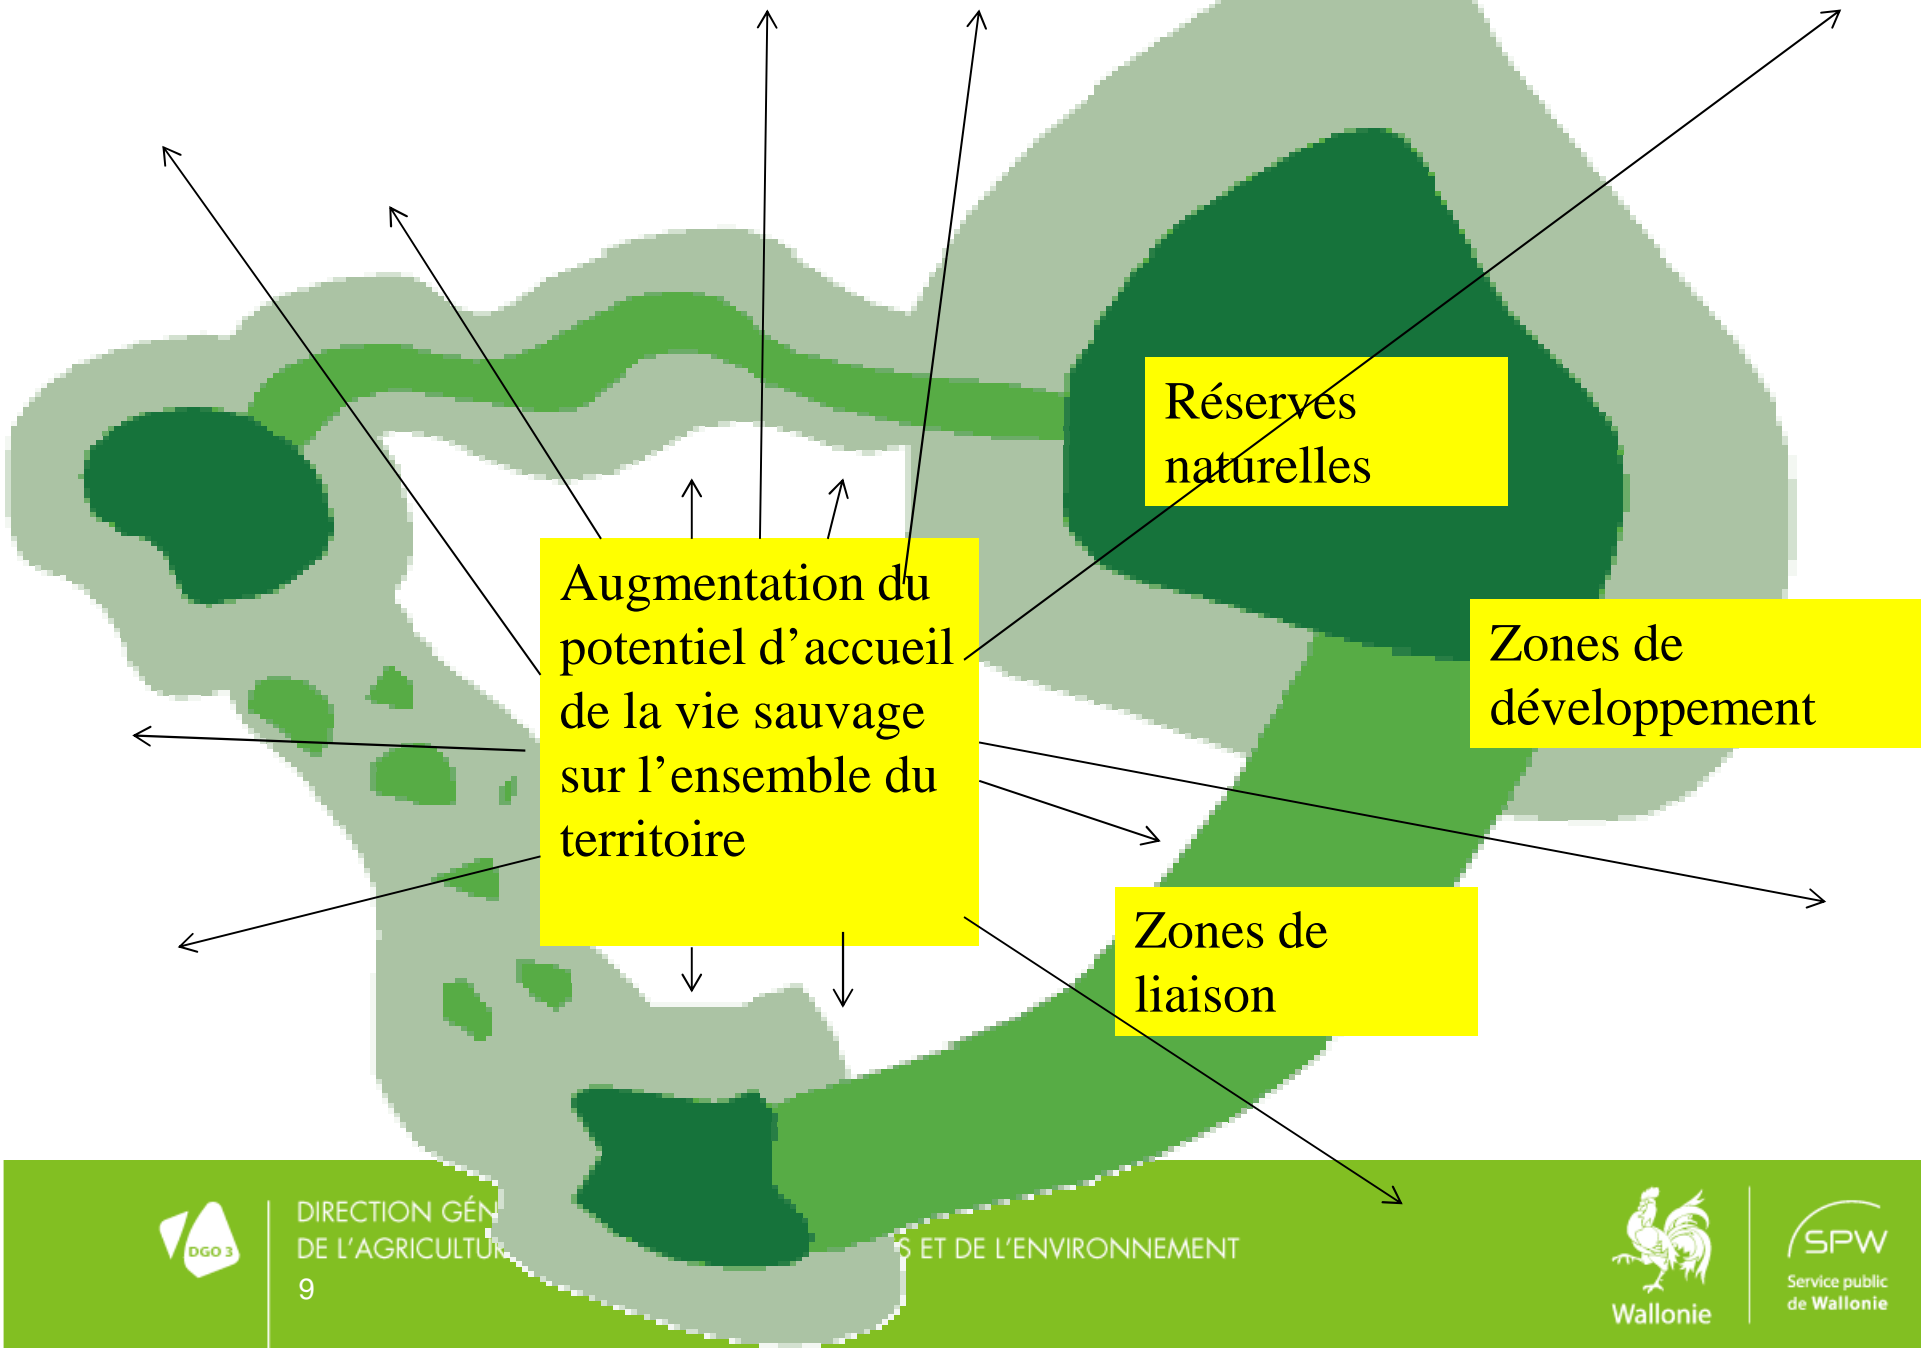 Réserves
naturelles
Augmentation du
potentiel d’accueil
de la vie sauvage
sur l’ensemble du
territoire
Zones de
développement
Zones de
liaison
DGO 3
DIRECTION GÉN
DE L’AGRICULTUR S ET DE L’ENVIRONNEMENT
9
Wallonie
SPW
Service public
de Wallonie